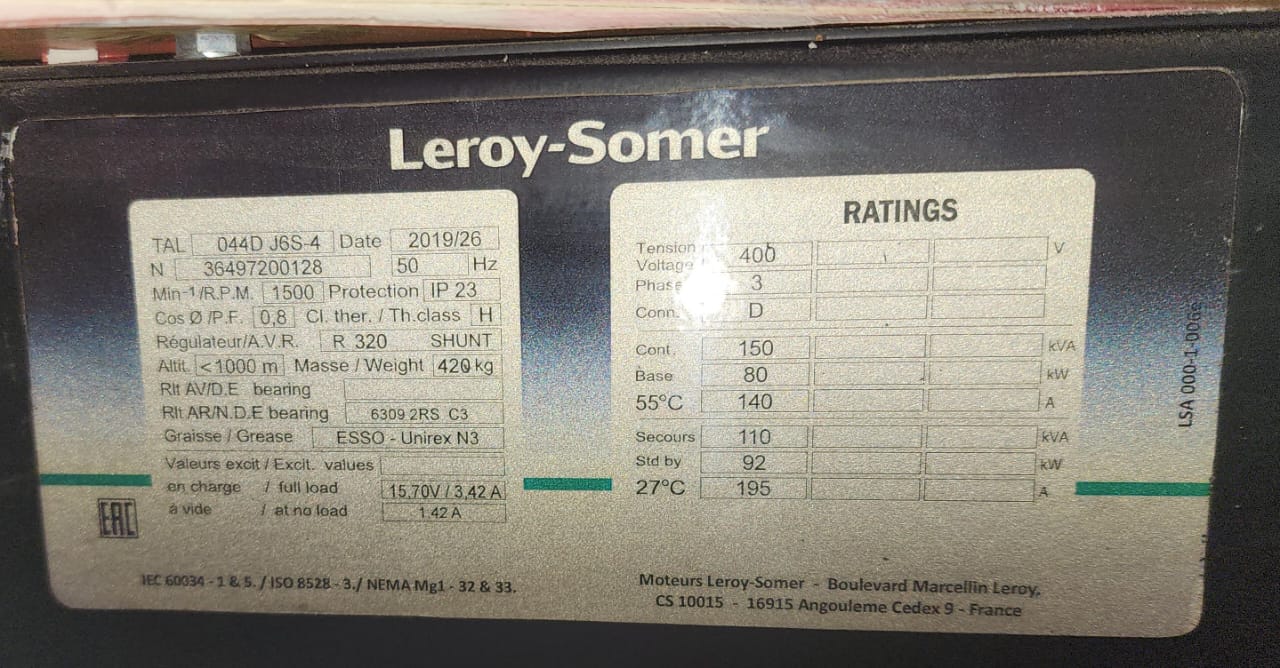 Leroy-Somer
TAL 044D J6S-4 Date 2019/26
N 36497200128 50 Hz
Min-1/R.P.M. 1500 Protection IP 23
Cos Ø /P.F. 0,8 Cl. ther. / Th.class H
Régulateur/A.V.R. R 320 SHUNT
Altit. <1000 m Masse / Weight 420 kg
Rlt AV/D.E bearing
Rlt AR/N.D.E bearing 6309 2RS C3
Graisse / Grease ESSO - Unirex N3
Valeurs excit / Excit. values
en charge / full load 15,70V / 3,42 A
à vide / at no load 1,42 A
EAC
IEC 60034 - 1 & 5. / ISO 8528 - 3./ NEMA Mg1 - 32 & 33.
RATINGS
Tension
Voltage 400 V
Phase 3
Conn. D
Cont. 150 kVA
Base 80 kW
55°C 140 A
Secours 110 kVA
Std by 92 kW
27°C 195 A
Moteurs Leroy-Somer - Boulevard Marcellin Leroy,
CS 10015 - 16915 Angouleme Cedex 9 - France